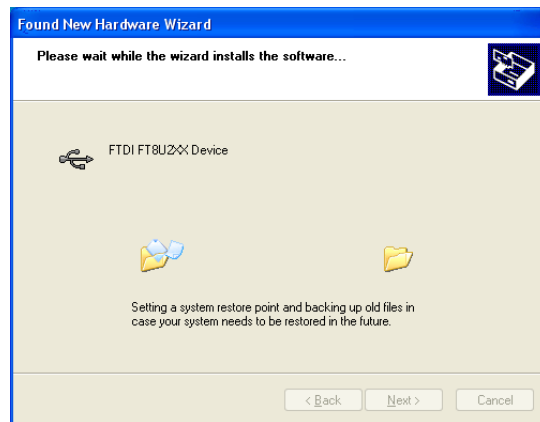 Found New Hardware Wizard
Please wait while the wizard installs the software...
FTDI FT8U2XX Device
Setting a system restore point and backing up old files in
case your system needs to be restored in the future.
< Back
Next >
Cancel